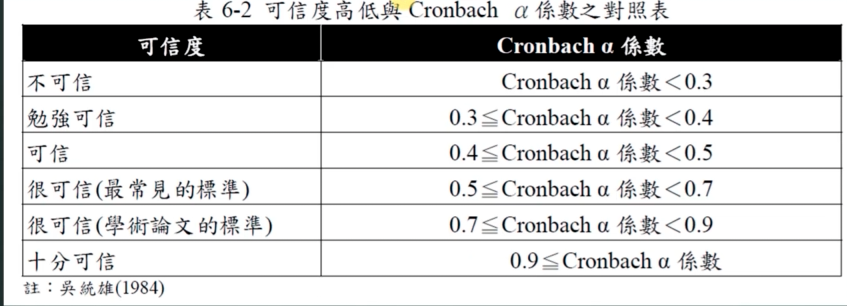 表 6-2 可信度高低與 Cronbach α 係數之對照表
可信度 Cronbach α 係數
不可信 Cronbach α 係數＜0.3
勉強可信 0.3≦Cronbach α 係數＜0.4
可信 0.4≦Cronbach α 係數＜0.5
很可信(最常見的標準) 0.5≦Cronbach α 係數＜0.7
很可信(學術論文的標準) 0.7≦Cronbach α 係數＜0.9
十分可信 0.9≦Cronbach α 係數
註：吳統雄(1984)